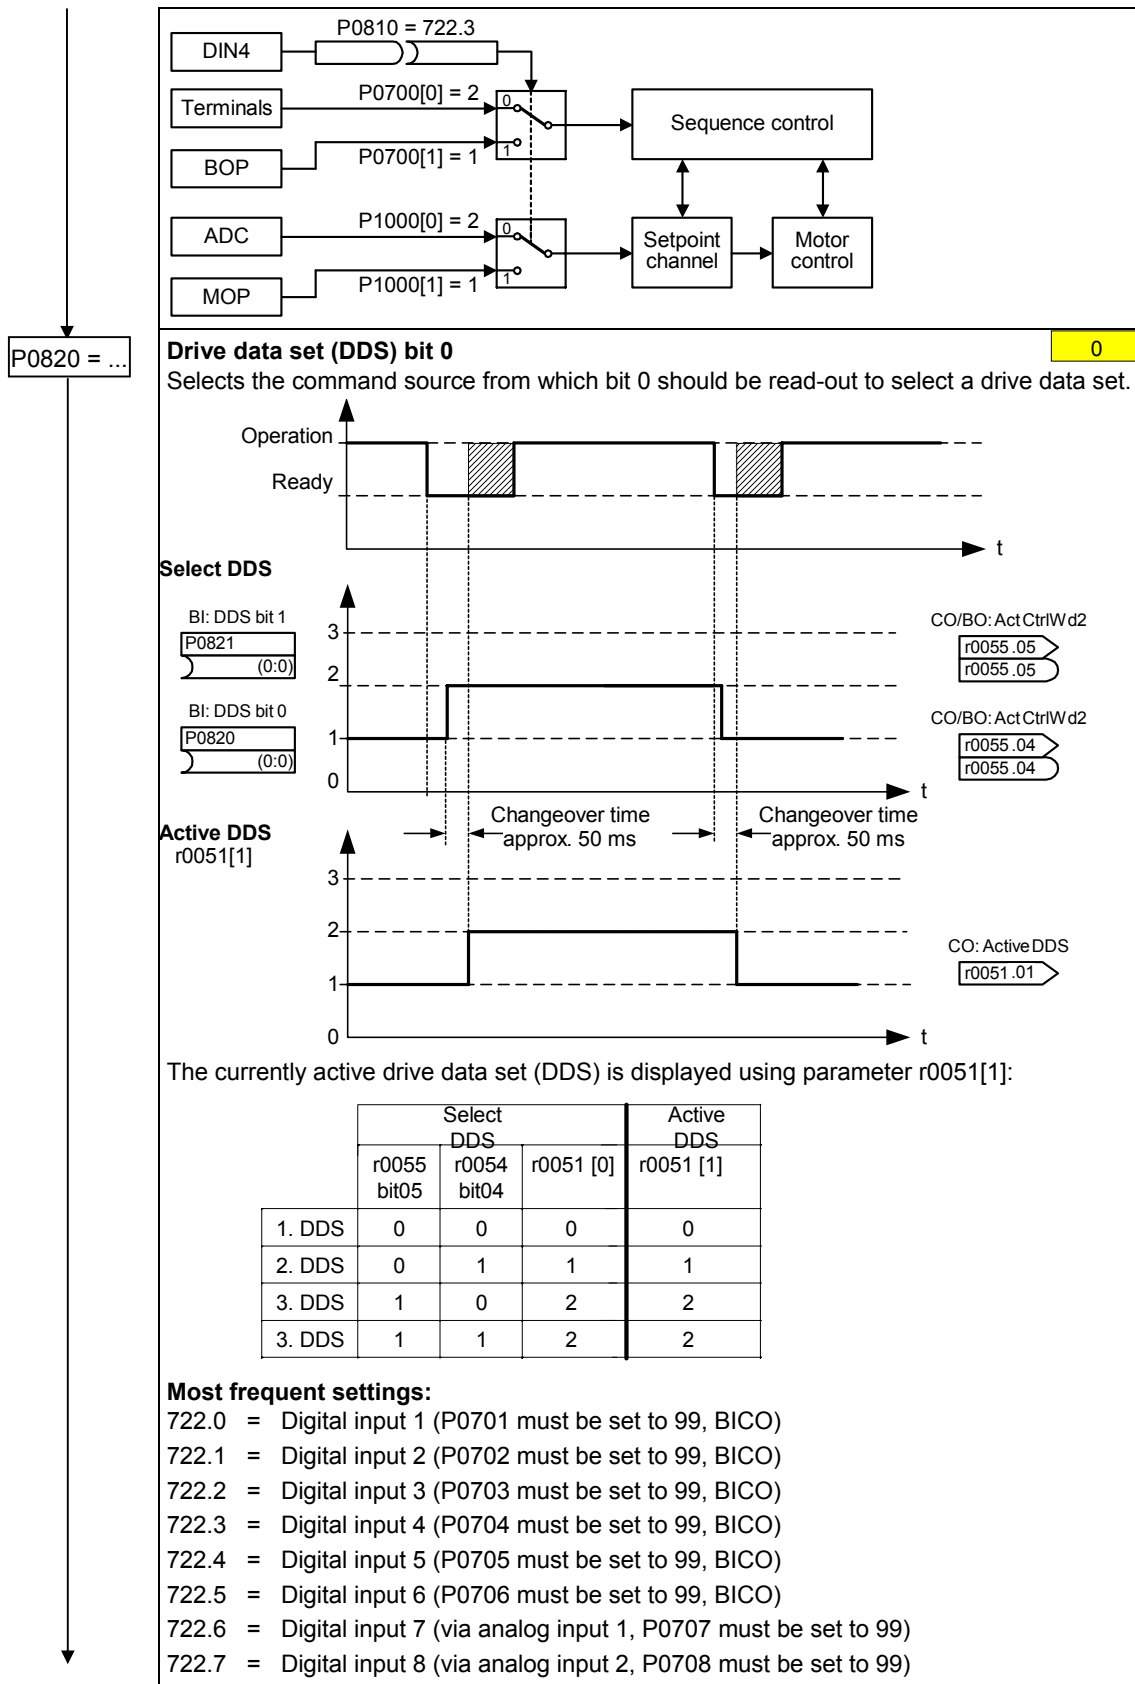 P0810 = 722.3
DIN4
Terminals
P0700[0] = 2
0
Sequence control
BOP
P0700[1] = 1
1
ADC
P1000[0] = 2
0
Setpoint
channel
Motor
control
MOP
P1000[1] = 1
1
P0820 = ...
Drive data set (DDS) bit 0
0
Selects the command source from which bit 0 should be read-out to select a drive data set.
Operation
Ready
t
Select DDS
BI: DDS bit 1
P0821
(0:0)
BI: DDS bit 0
P0820
(0:0)
3
2
1
0
t
CO/BO: Act CtrlWd2
r0055.05
r0055.05
CO/BO: Act CtrlWd2
r0055.04
r0055.04
Changeover time
approx. 50 ms
Changeover time
approx. 50 ms
Active DDS
r0051[1]
3
2
1
0
t
CO: Active DDS
r0051.01
The currently active drive data set (DDS) is displayed using parameter r0051[1]:
Select
DDS
Active
DDS
r0055
bit05
r0054
bit04
r0051 [0]
r0051 [1]
1. DDS 0 0 0 0
2. DDS 0 1 1 1
3. DDS 1 0 2 2
3. DDS 1 1 2 2
Most frequent settings:
722.0 = Digital input 1 (P0701 must be set to 99, BICO)
722.1 = Digital input 2 (P0702 must be set to 99, BICO)
722.2 = Digital input 3 (P0703 must be set to 99, BICO)
722.3 = Digital input 4 (P0704 must be set to 99, BICO)
722.4 = Digital input 5 (P0705 must be set to 99, BICO)
722.5 = Digital input 6 (P0706 must be set to 99, BICO)
722.6 = Digital input 7 (via analog input 1, P0707 must be set to 99)
722.7 = Digital input 8 (via analog input 2, P0708 must be set to 99)